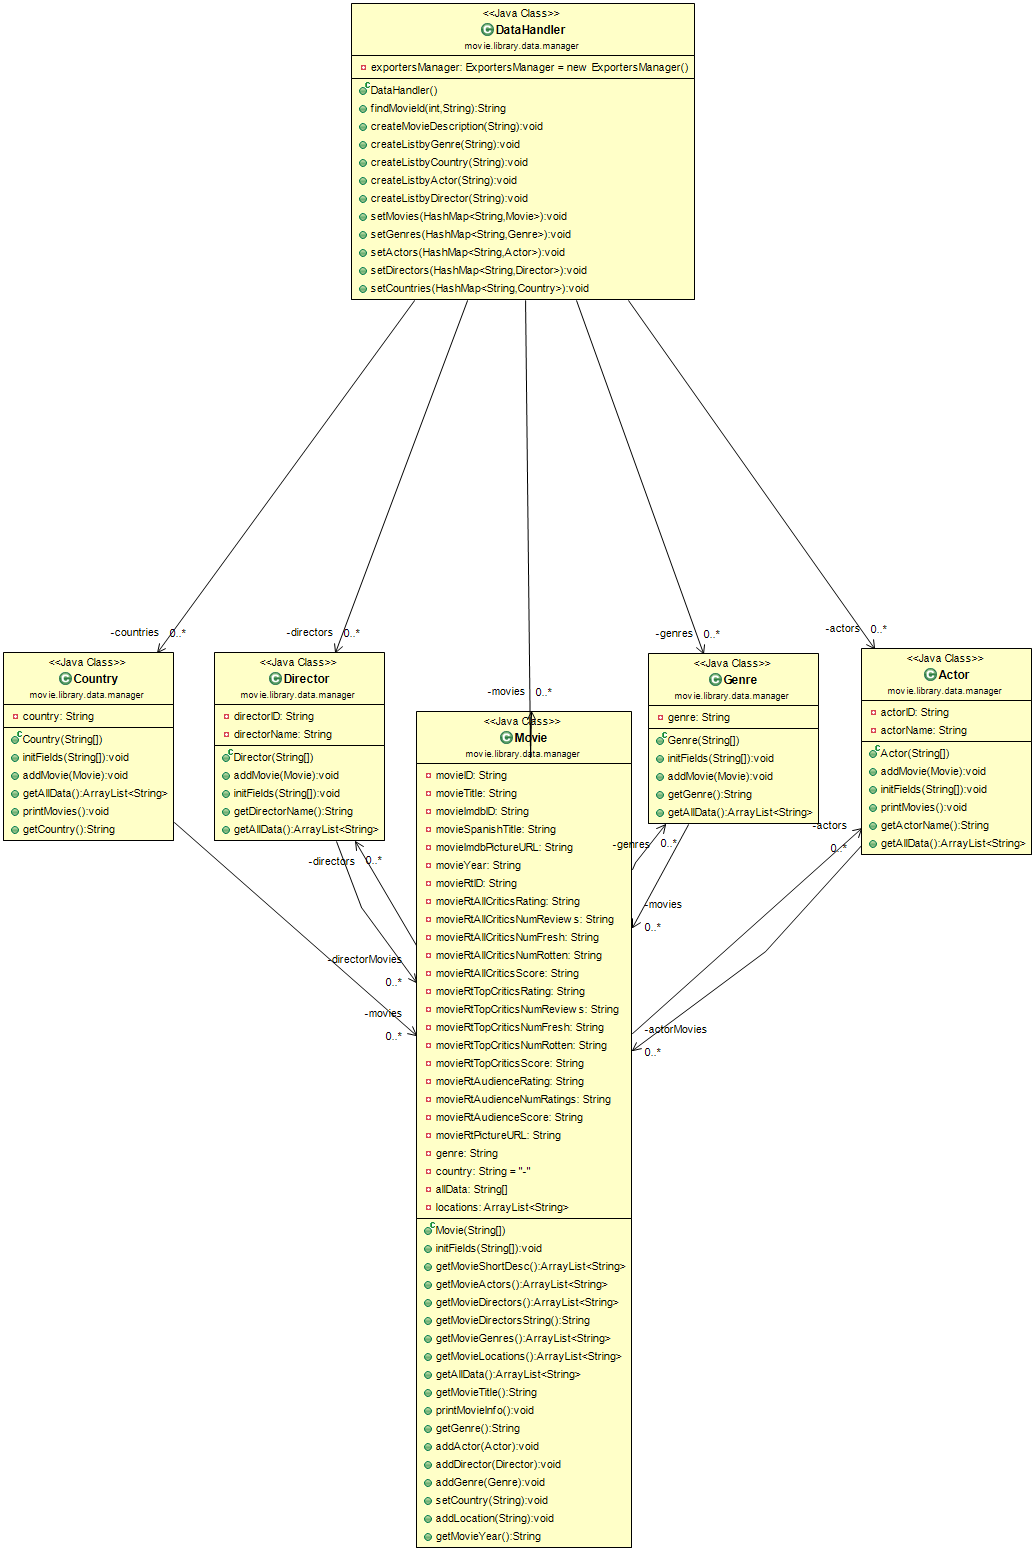 <<Java Class>>
DataHandler
movie.library.data.manager
exportersManager: ExportersManager = new ExportersManager()
DataHandler()
findMovieId(int,String):String
createMovieDescription(String):void
createListbyGenre(String):void
createListbyCountry(String):void
createListbyActor(String):void
createListbyDirector(String):void
setMovies(HashMap<String,Movie>):void
setGenres(HashMap<String,Genre>):void
setActors(HashMap<String,Actor>):void
setDirectors(HashMap<String,Director>):void
setCountries(HashMap<String,Country>):void
-countries 0..*
-directors 0..*
-movies 0..*
-genres 0..*
-actors 0..*
<<Java Class>>
Country
movie.library.data.manager
country: String
Country(String[])
initFields(String[]):void
addMovie(Movie):void
getAllData():ArrayList<String>
printMovies():void
getCountry():String
<<Java Class>>
Director
movie.library.data.manager
directorID: String
directorName: String
Director(String[])
addMovie(Movie):void
initFields(String[]):void
getDirectorName():String
getAllData():ArrayList<String>
<<Java Class>>
Genre
movie.library.data.manager
genre: String
Genre(String[])
initFields(String[]):void
addMovie(Movie):void
getGenre():String
getAllData():ArrayList<String>
<<Java Class>>
Actor
movie.library.data.manager
actorID: String
actorName: String
Actor(String[])
addMovie(Movie):void
initFields(String[]):void
printMovies():void
getActorName():String
getAllData():ArrayList<String>
-directors 0..*
-directorMovies
0..*
-movies
0..*
-genres 0..*
-movies
0..*
-actors
0..*
-actorMovies
0..*
<<Java Class>>
Movie
movie.library.data.manager
movieID: String
movieTitle: String
movieImdbID: String
movieSpanishTitle: String
movieImdbPictureURL: String
movieYear: String
movieRtID: String
movieRtAllCriticsRating: String
movieRtAllCriticsNumReviews: String
movieRtAllCriticsNumFresh: String
movieRtAllCriticsNumRotten: String
movieRtAllCriticsScore: String
movieRtTopCriticsRating: String
movieRtTopCriticsNumReviews: String
movieRtTopCriticsNumFresh: String
movieRtTopCriticsNumRotten: String
movieRtTopCriticsScore: String
movieRtAudienceRating: String
movieRtAudienceNumRatings: String
movieRtAudienceScore: String
movieRtPictureURL: String
genre: String
country: String = "-"
allData: String[]
locations: ArrayList<String>
Movie(String[])
initFields(String[]):void
getMovieShortDesc():ArrayList<String>
getMovieActors():ArrayList<String>
getMovieDirectors():ArrayList<String>
getMovieDirectorsString():String
getMovieGenres():ArrayList<String>
getMovieLocations():ArrayList<String>
getAllData():ArrayList<String>
getMovieTitle():String
printMovieInfo():void
getGenre():String
addActor(Actor):void
addDirector(Director):void
addGenre(Genre):void
setCountry(String):void
addLocation(String):void
getMovieYear():String